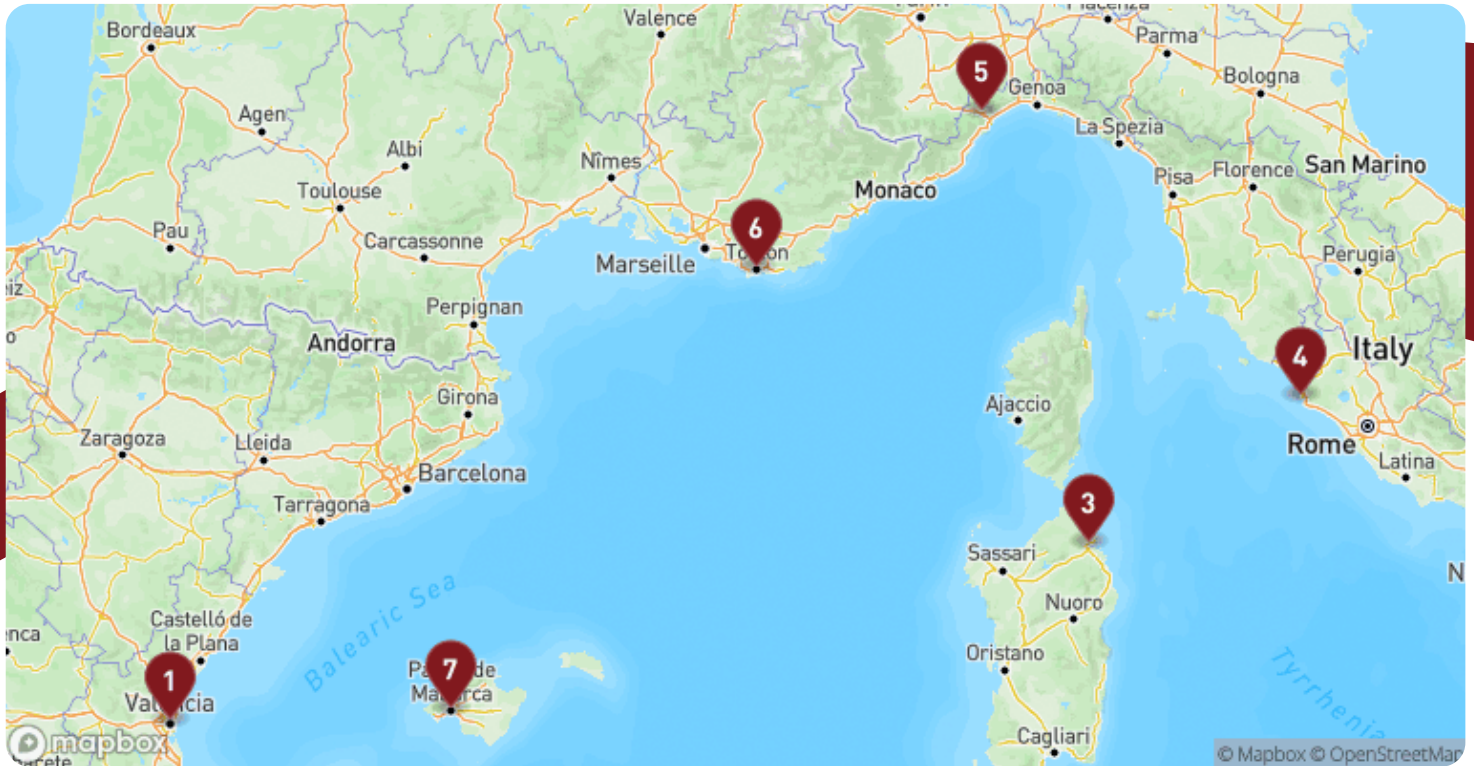 Bordeaux
Valence
Parma
Bologna
5
Genoa
La Spezia
Agen
Albi
Nîmes
Toulouse
Monaco
Pisa
Florence
San Marino
Pau
Carcassonne
6
Marseille
Perugia
Perpignan
Andorra
4
Italy
Girona
Ajaccio
Zaragoza
Lleida
Barcelona
Rome
Latina
Tarragona
3
Sassari
Balearic Sea
Nuoro
Castelló de
la Plana
Oristano
7
1
Tyrrhenia
Cagliari
mapbox
© Mapbox © OpenStreetMap